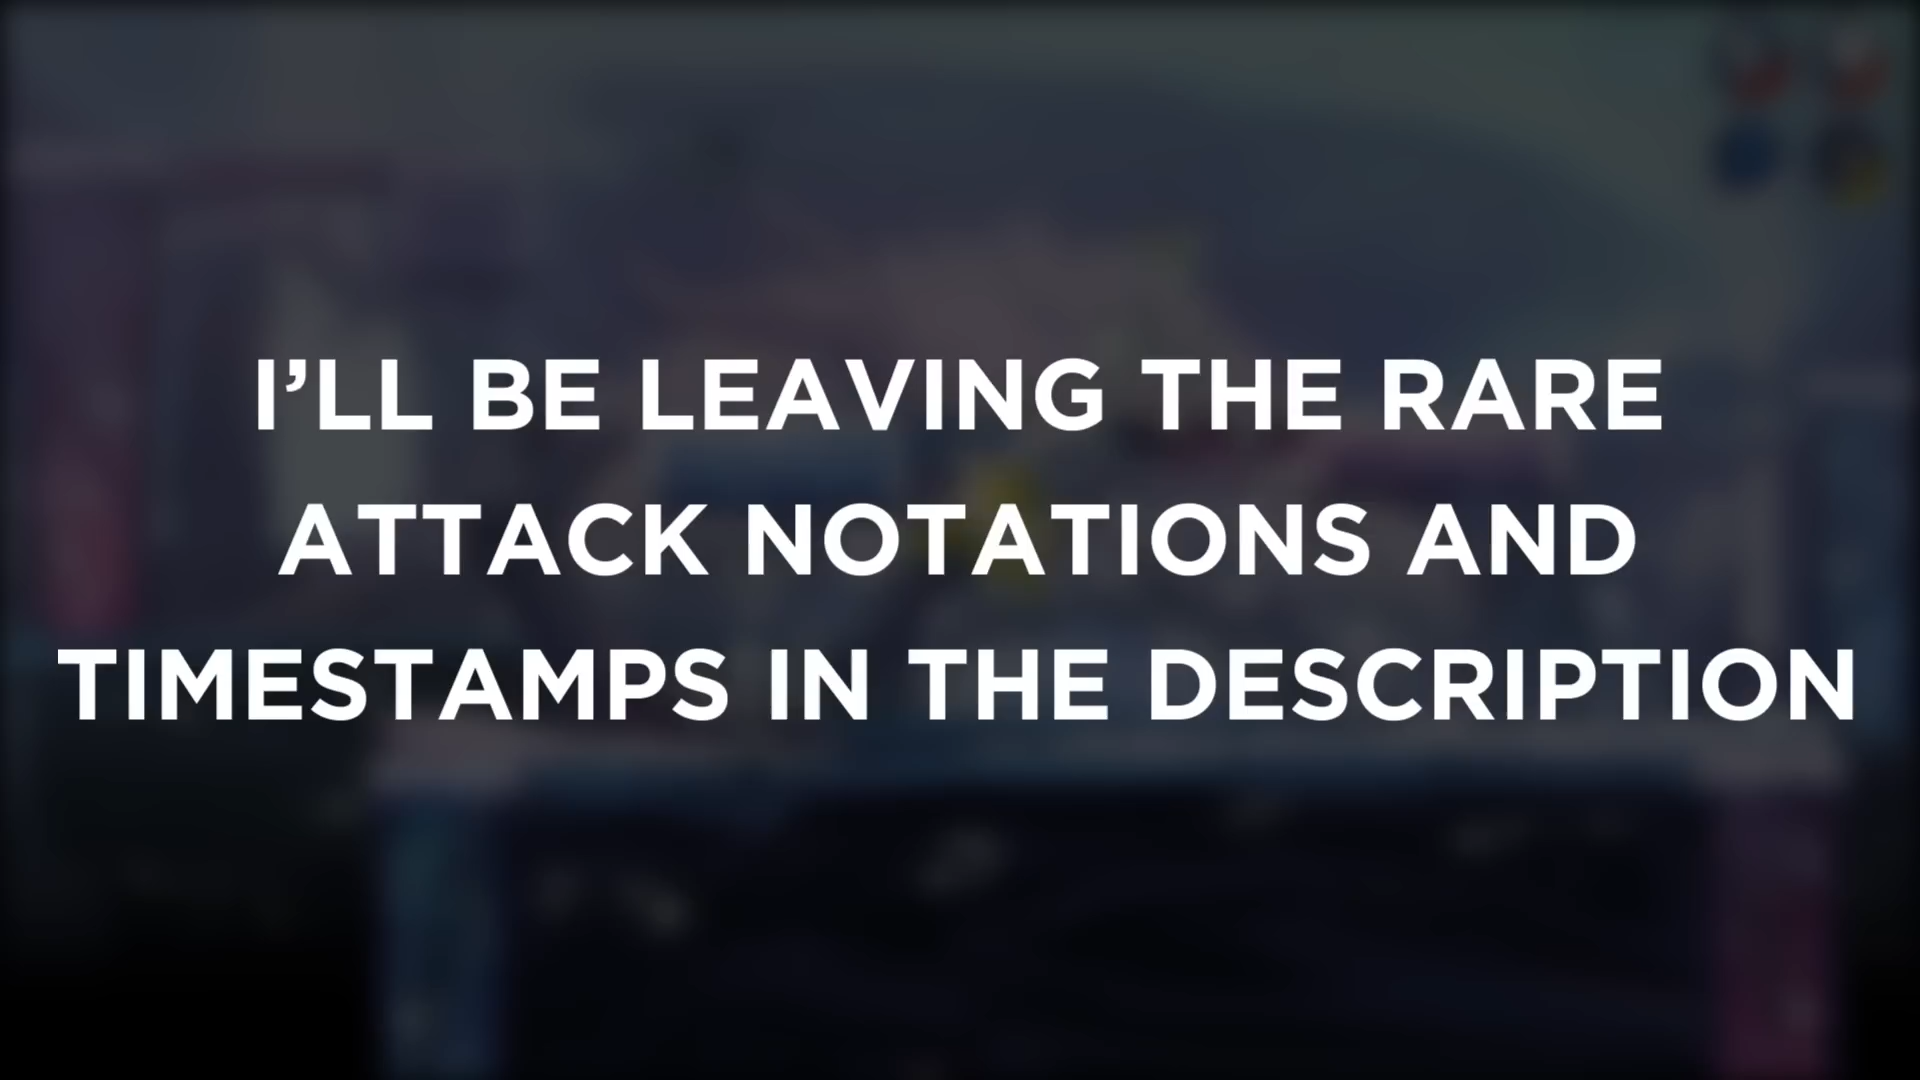 I’LL BE LEAVING THE RARE
ATTACK NOTATIONS AND
TIMESTAMPS IN THE DESCRIPTION